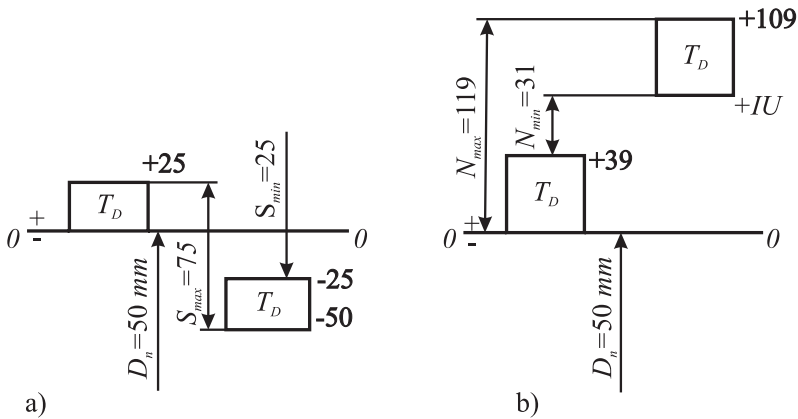 +25
T_D
+
0
-
0
D_n=50 mm
S_max=75
S_min=25
-25
T_D
-50
a)
+109
T_D
+IU
N_max=119
N_min=31
+39
T_D
+
0
-
0
D_n=50 mm
b)